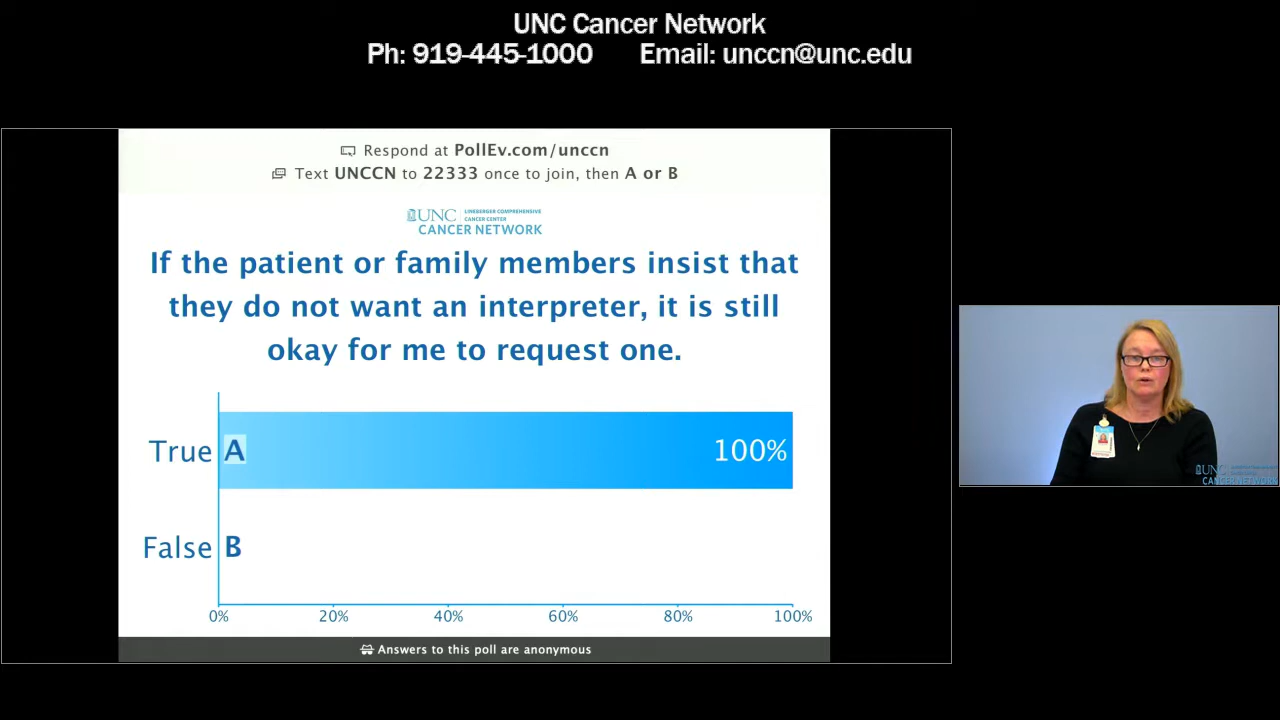 UNC Cancer Network
Ph: 919-445-1000 Email: unccn@unc.edu
Respond at PollEv.com/unccn
Text UNCCN to 22333 once to join, then A or B
UNC LINEBERGER COMPREHENSIVE
CANCER CENTER
CANCER NETWORK
If the patient or family members insist that
they do not want an interpreter, it is still
okay for me to request one.
True A 100%
False B
0% 20% 40% 60% 80% 100%
Answers to this poll are anonymous
UNC
CANCER NETWORK